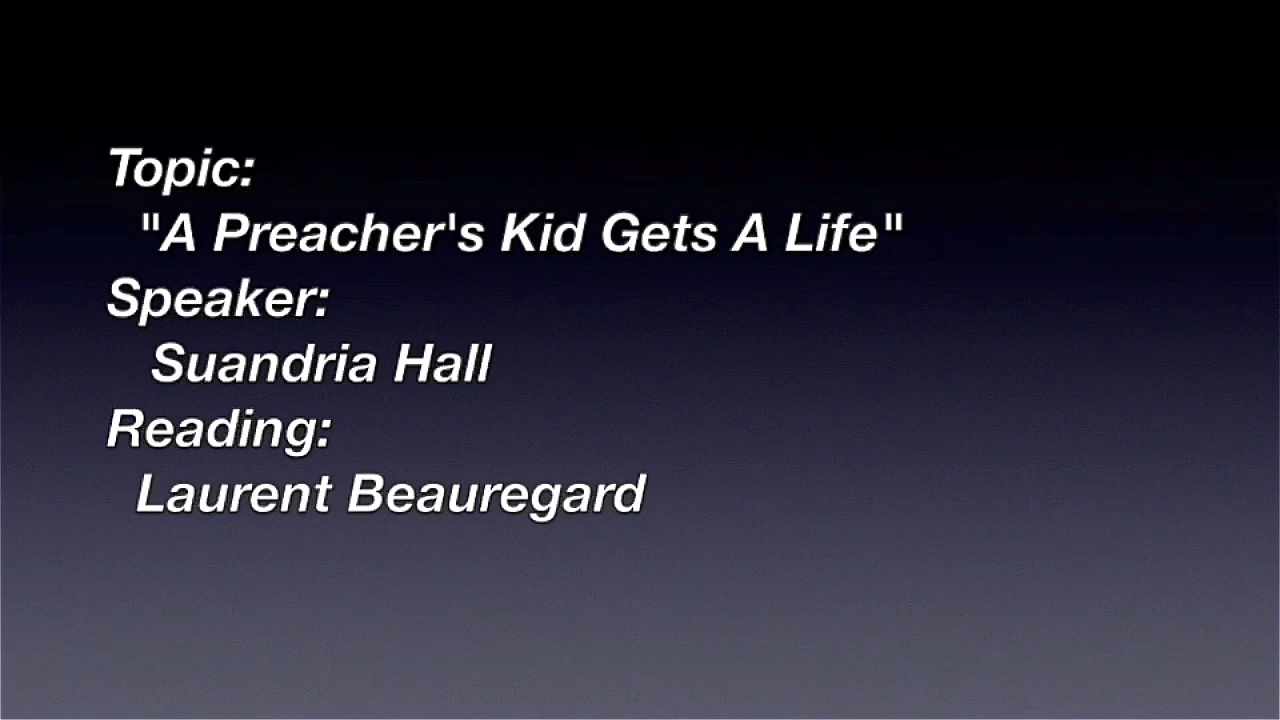 Topic:
"A Preacher's Kid Gets A Life"
Speaker:
Suandria Hall
Reading:
Laurent Beauregard